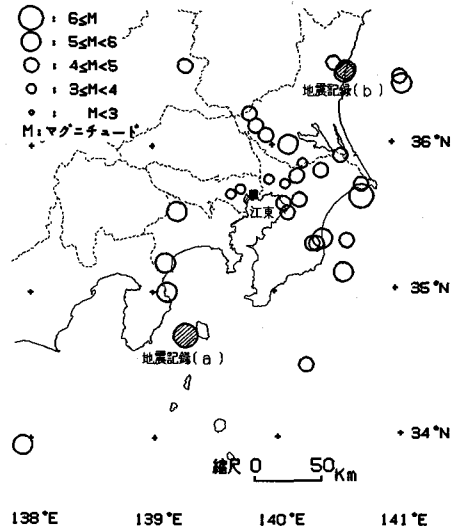 : 6≤M
: 5≤M<6
: 4≤M<5
: 3≤M<4
: M<3
M:マグニチュード
地震記録(b)
36°N
江東
35°N
地震記録(a)
34°N
縮尺 0 50Km
138°E 139°E 140°E 141°E